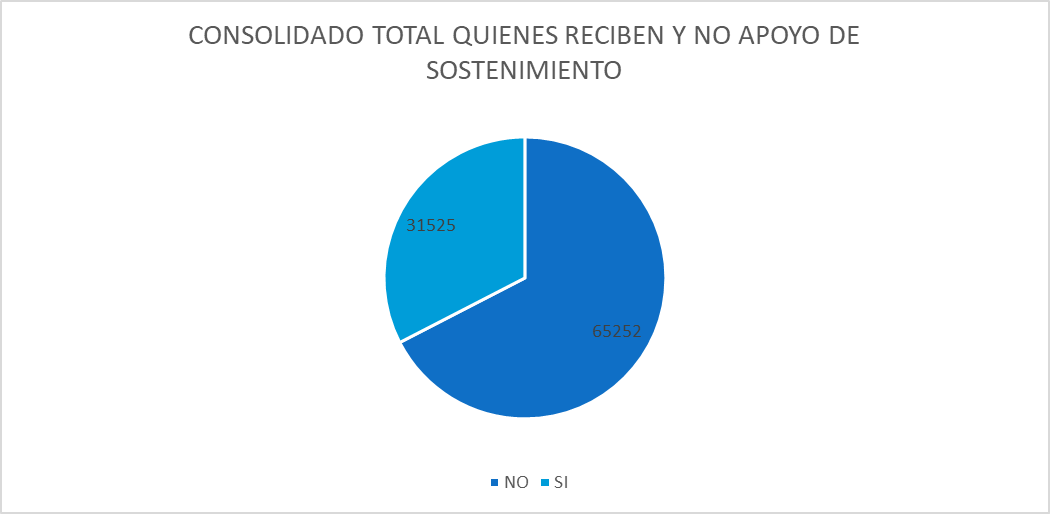 CONSOLIDADO TOTAL QUIENES RECIBEN Y NO APOYO DE
SOSTENIMIENTO
31525
65252
NO SI